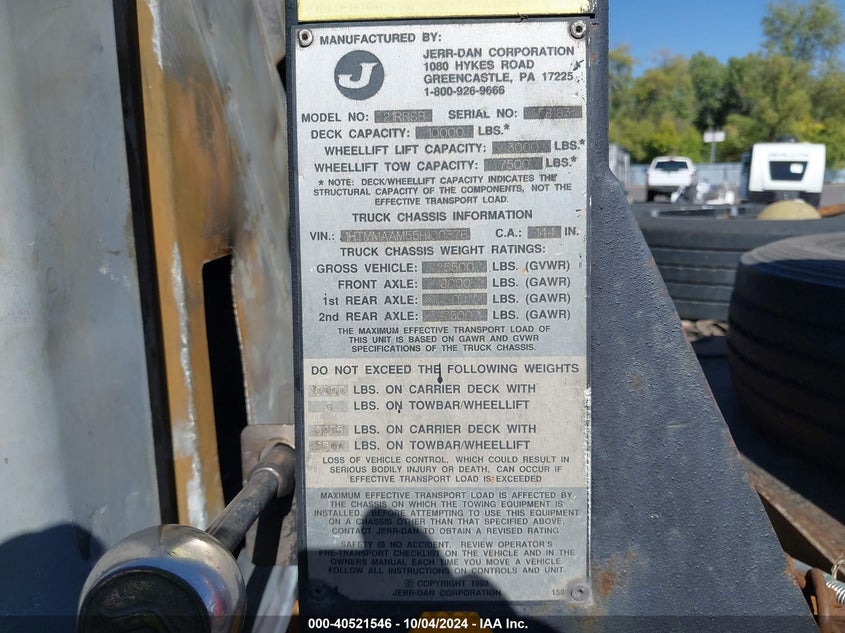 MANUFACTURED BY:
J
JERR-DAN CORPORATION
1080 HYKES ROAD
GREENCASTLE, PA 17225
1-800-926-9666
MODEL NO: SERIAL NO:
DECK CAPACITY: 10000 LBS.*
WHEELLIFT LIFT CAPACITY: 3000 LBS.*
WHEELLIFT TOW CAPACITY: 7500 LBS.*
* NOTE: DECK/WHEELLIFT CAPACITY INDICATES THE
STRUCTURAL CAPACITY OF THE COMPONENTS, NOT THE
EFFECTIVE TRANSPORT LOAD.
TRUCK CHASSIS INFORMATION
VIN.: C.A.: IN.
TRUCK CHASSIS WEIGHT RATINGS:
GROSS VEHICLE: 25500 LBS. (GVWR)
FRONT AXLE: 8000 LBS. (GAWR)
1st REAR AXLE: LBS. (GAWR)
2nd REAR AXLE: LBS. (GAWR)
THE MAXIMUM EFFECTIVE TRANSPORT LOAD OF
THIS UNIT IS BASED ON GAWR AND GVWR
SPECIFICATIONS OF THE TRUCK CHASSIS.
DO NOT EXCEED THE FOLLOWING WEIGHTS
LBS. ON CARRIER DECK WITH
0 LBS. ON TOWBAR/WHEELLIFT
LBS. ON CARRIER DECK WITH
LBS. ON TOWBAR/WHEELLIFT
LOSS OF VEHICLE CONTROL, WHICH COULD RESULT IN
SERIOUS BODILY INJURY OR DEATH, CAN OCCUR IF
EFFECTIVE TRANSPORT LOAD IS EXCEEDED
MAXIMUM EFFECTIVE TRANSPORT LOAD IS AFFECTED BY
THE CHASSIS ON WHICH THE TOWING EQUIPMENT IS
INSTALLED. BEFORE ATTEMPTING TO USE THIS EQUIPMENT
ON A CHASSIS OTHER THAN THAT SPECIFIED ABOVE,
CONTACT JERR-DAN TO OBTAIN A REVISED RATING.
SAFETY IS NO ACCIDENT. REVIEW OPERATOR'S
PRE-TRANSPORT CHECKLIST ON THE VEHICLE AND IN THE
OWNERS MANUAL EACH TIME YOU MOVE A VEHICLE.
FOLLOW ALL INSTRUCTIONS ON CONTROLS AND UNIT.
© COPYRIGHT 1993
JERR-DAN CORPORATION 150
000-40521546 - 10/04/2024 - IAA Inc.